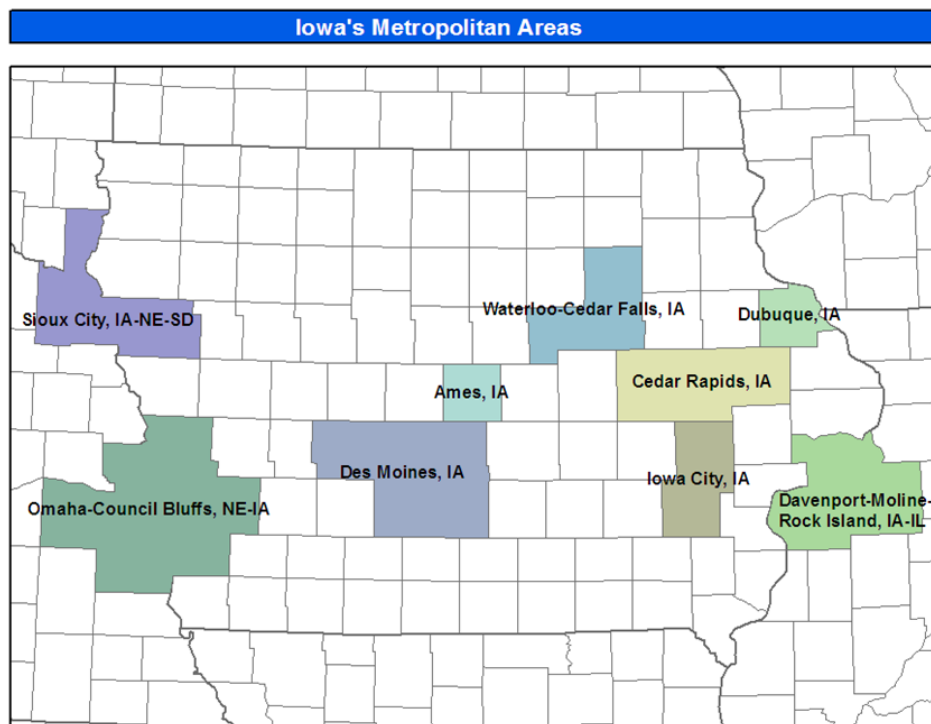 Iowa's Metropolitan Areas
Sioux City, IA-NE-SD
Waterloo-Cedar Falls, IA
Dubuque, IA
Ames, IA
Cedar Rapids, IA
Des Moines, IA
Iowa City, IA
Omaha-Council Bluffs, NE-IA
Davenport-Moline-
Rock Island, IA-IL